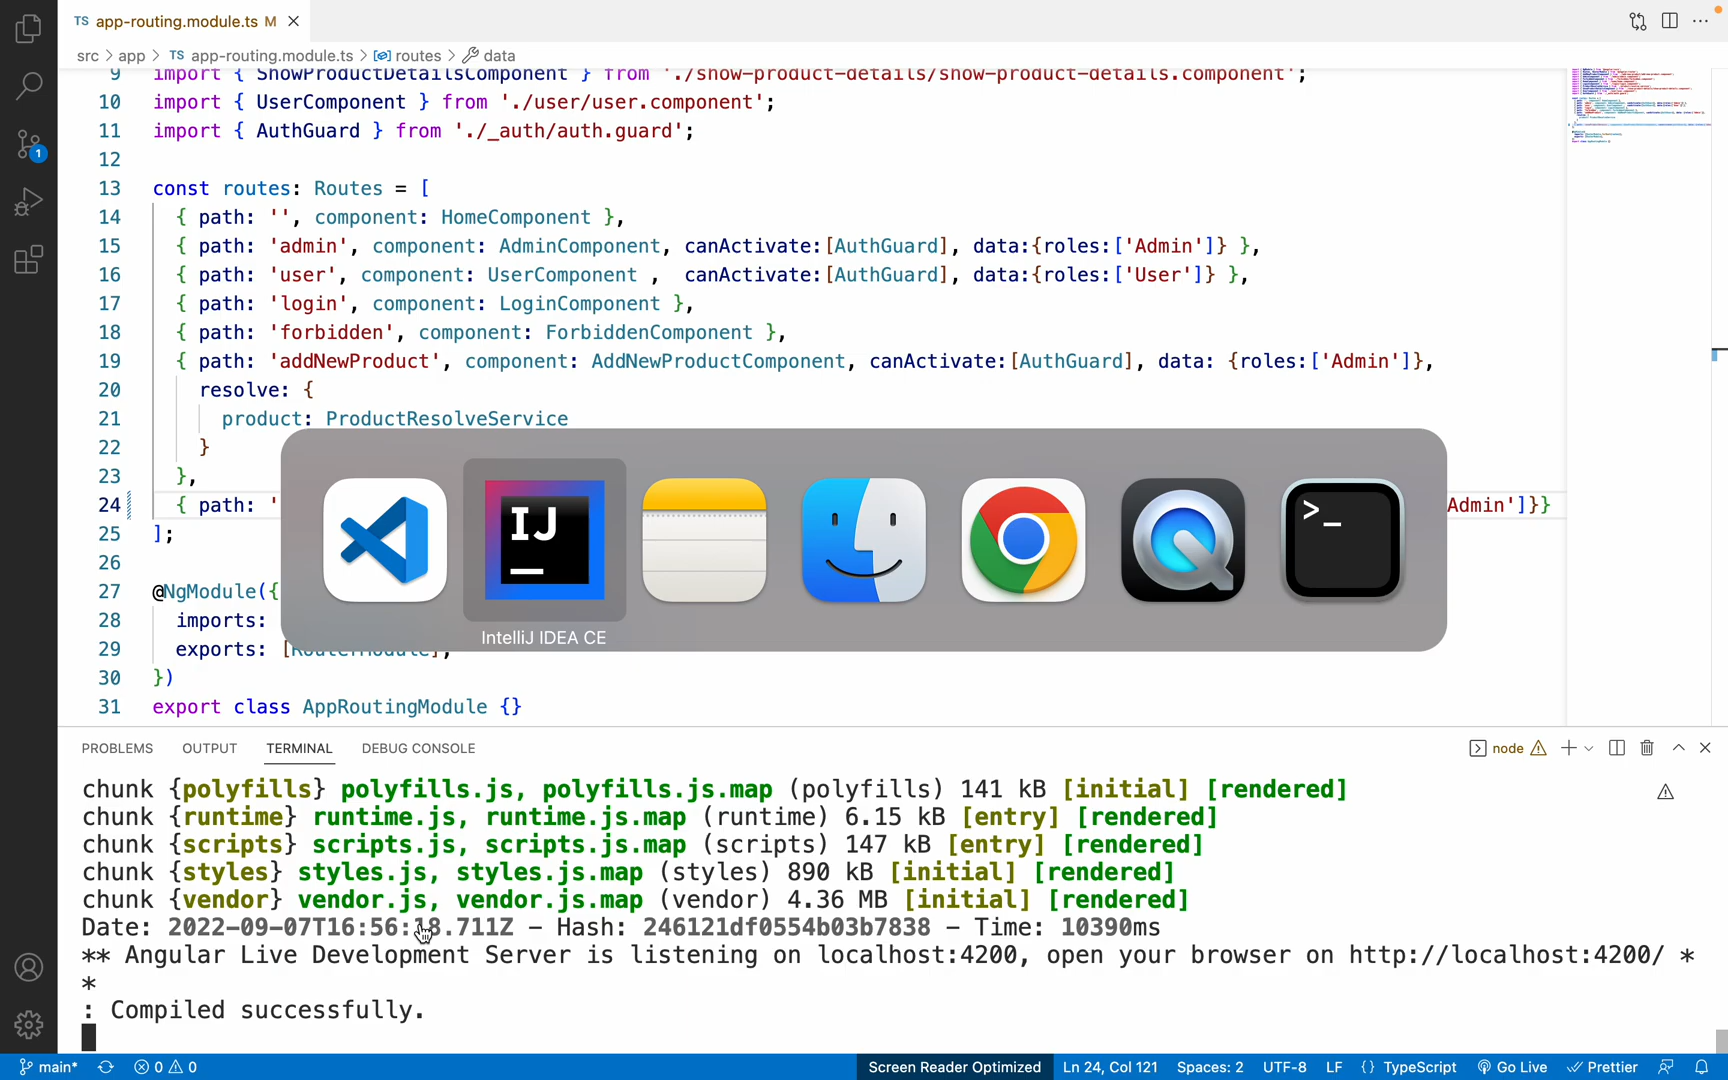 TS app-routing.module.ts M
src > app > TS app-routing.module.ts > routes > data
9 import { ShowProductDetailsComponent } from './show-product-details/show-product-details.component';
10 import { UserComponent } from './user/user.component';
11 import { AuthGuard } from './_auth/auth.guard';
12
13 const routes: Routes = [
14 { path: '', component: HomeComponent },
15 { path: 'admin', component: AdminComponent, canActivate:[AuthGuard], data:{roles:['Admin']} },
16 { path: 'user', component: UserComponent ,  canActivate:[AuthGuard], data:{roles:['User']} },
17 { path: 'login', component: LoginComponent },
18 { path: 'forbidden', component: ForbiddenComponent },
19 { path: 'addNewProduct', component: AddNewProductComponent, canActivate:[AuthGuard], data: {roles:['Admin']},
20 resolve: {
21 product: ProductResolveService
22 }
23 },
24 { path: ' Admin']}}
25 ];
26
27 @NgModule({
28 imports:
29 exports: [RouterModule],
30 })
31 export class AppRoutingModule {}
IJ
>_
IntelliJ IDEA CE
PROBLEMS OUTPUT TERMINAL DEBUG CONSOLE node
chunk {polyfills} polyfills.js, polyfills.js.map (polyfills) 141 kB [initial] [rendered]
chunk {runtime} runtime.js, runtime.js.map (runtime) 6.15 kB [entry] [rendered]
chunk {scripts} scripts.js, scripts.js.map (scripts) 147 kB [entry] [rendered]
chunk {styles} styles.js, styles.js.map (styles) 890 kB [initial] [rendered]
chunk {vendor} vendor.js, vendor.js.map (vendor) 4.36 MB [initial] [rendered]
Date: 2022-09-07T16:56:18.711Z - Hash: 246121df0554b03b7838 - Time: 10390ms
** Angular Live Development Server is listening on localhost:4200, open your browser on http://localhost:4200/ *
*
: Compiled successfully.
1
main* 0 0 Screen Reader Optimized Ln 24, Col 121 Spaces: 2 UTF-8 LF {} TypeScript Go Live Prettier